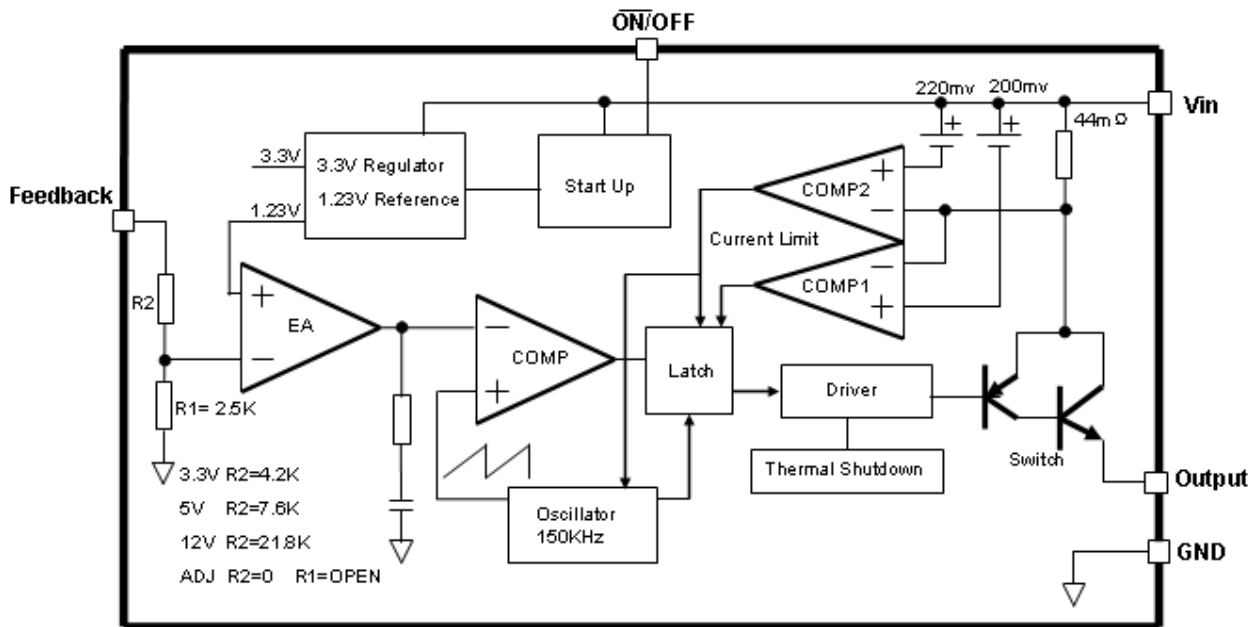 ON/OFF
220mv 200mv
Vin
44mΩ
3.3V
3.3V Regulator
1.23V Reference
1.23V
Start Up
Feedback
+
+
+
COMP2
−
Current Limit
−
COMP1
+
R2
+
EA
−
−
COMP
+
Latch
R1= 2.5K
Driver
Thermal Shutdown
Switch
3.3V R2=4.2K
5V R2=7.6K
12V R2=21.8K
ADJ R2=0 R1=OPEN
Oscillator
150KHz
Output
GND